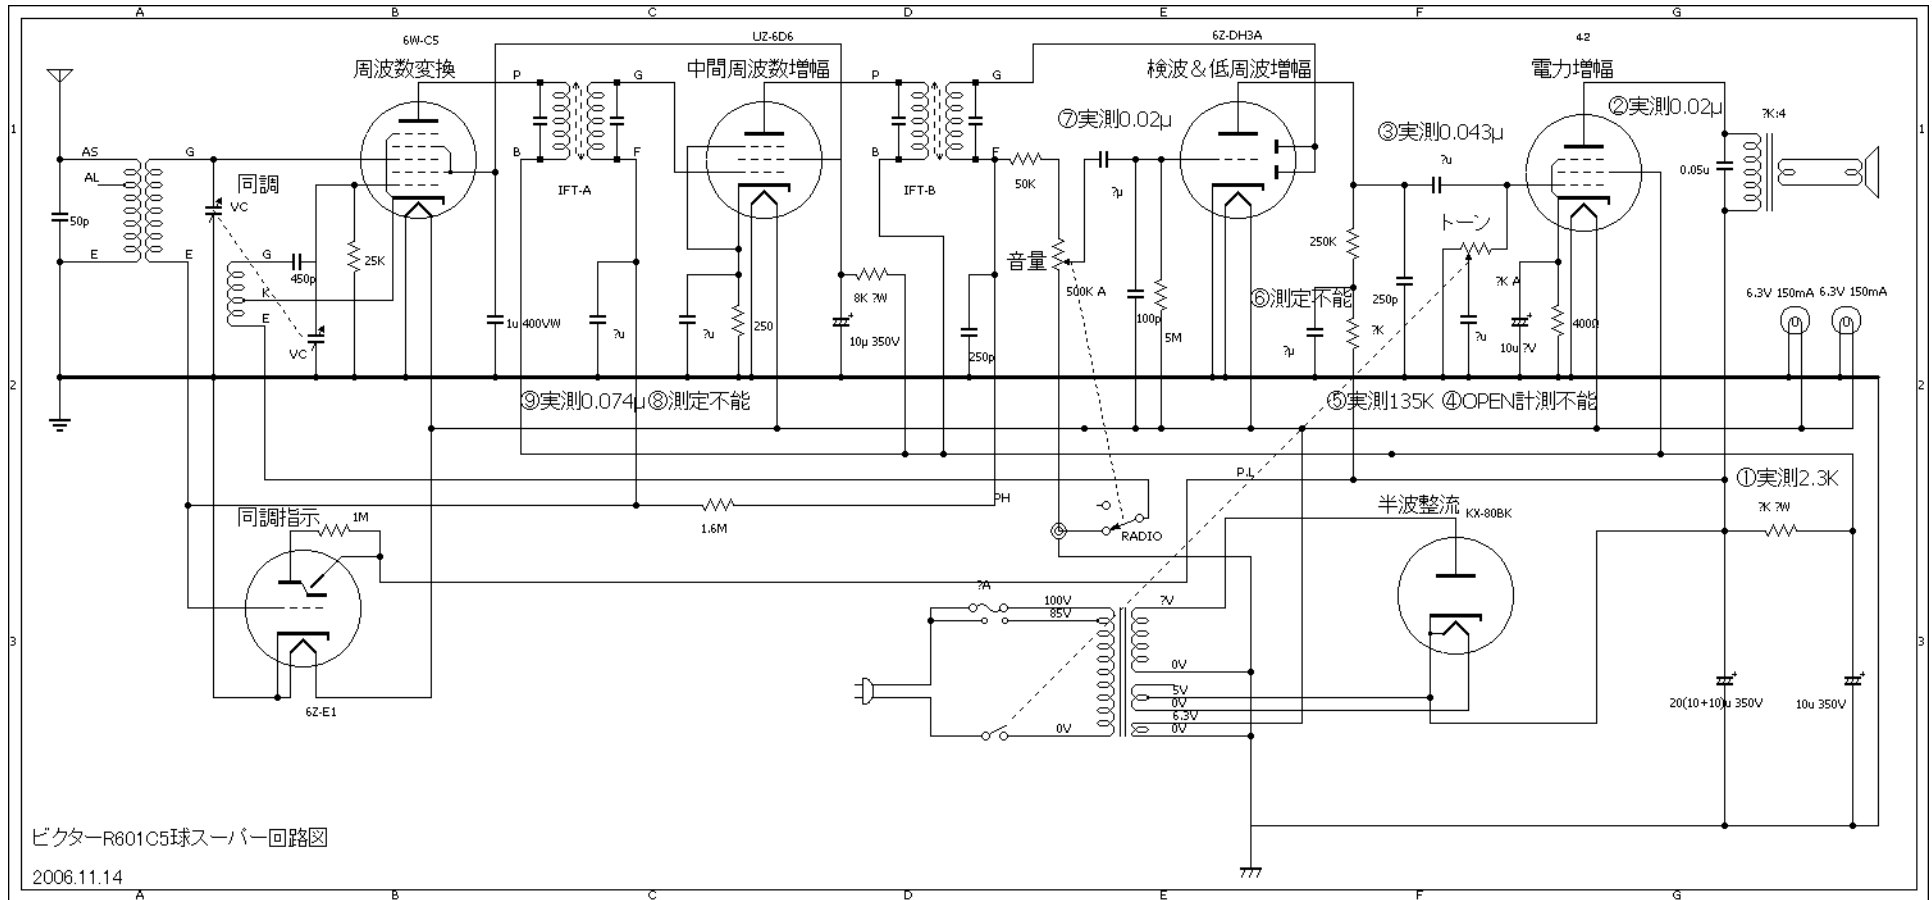 A B C D E F G
6W-C5
UZ-6D6
6Z-DH3A
42
周波数変換
中間周波数増幅
検波&低周波増幅
電力増幅
P
G
P
G
⑦実測0.02μ
③実測0.043μ
②実測0.02μ
?K:4
1
1
AS
G
B
F
B
F
?u
AL
同調
IFT-A
IFT-B
50K
?μ
0.05u
VC
50p
トーン
250K
E
E
G
25K
音量
450p
500K A
⑥測定不能
?K A
8K ?W
250p
K
6.3V 150mA
6.3V 150mA
E
1u 400VW
?u
?u
250
100p
?K
?u
400Ω
10μ 350V
5M
10u ?V
VC
250p
?μ
2
2
⑨実測0.074μ
⑧測定不能
⑤実測135K
④OPEN計測不能
P.L
①実測2.3K
PH
半波整流
KX-80BK
?K ?W
同調指示
1M
1.6M
RADIO
?A
100V
?V
85V
3
3
0V
5V
0V
6.3V
0V
0V
20(10+10)u 350V
10u 350V
6Z-E1
ビクターR601C5球スーパー回路図
2006.11.14
A B C D E F G